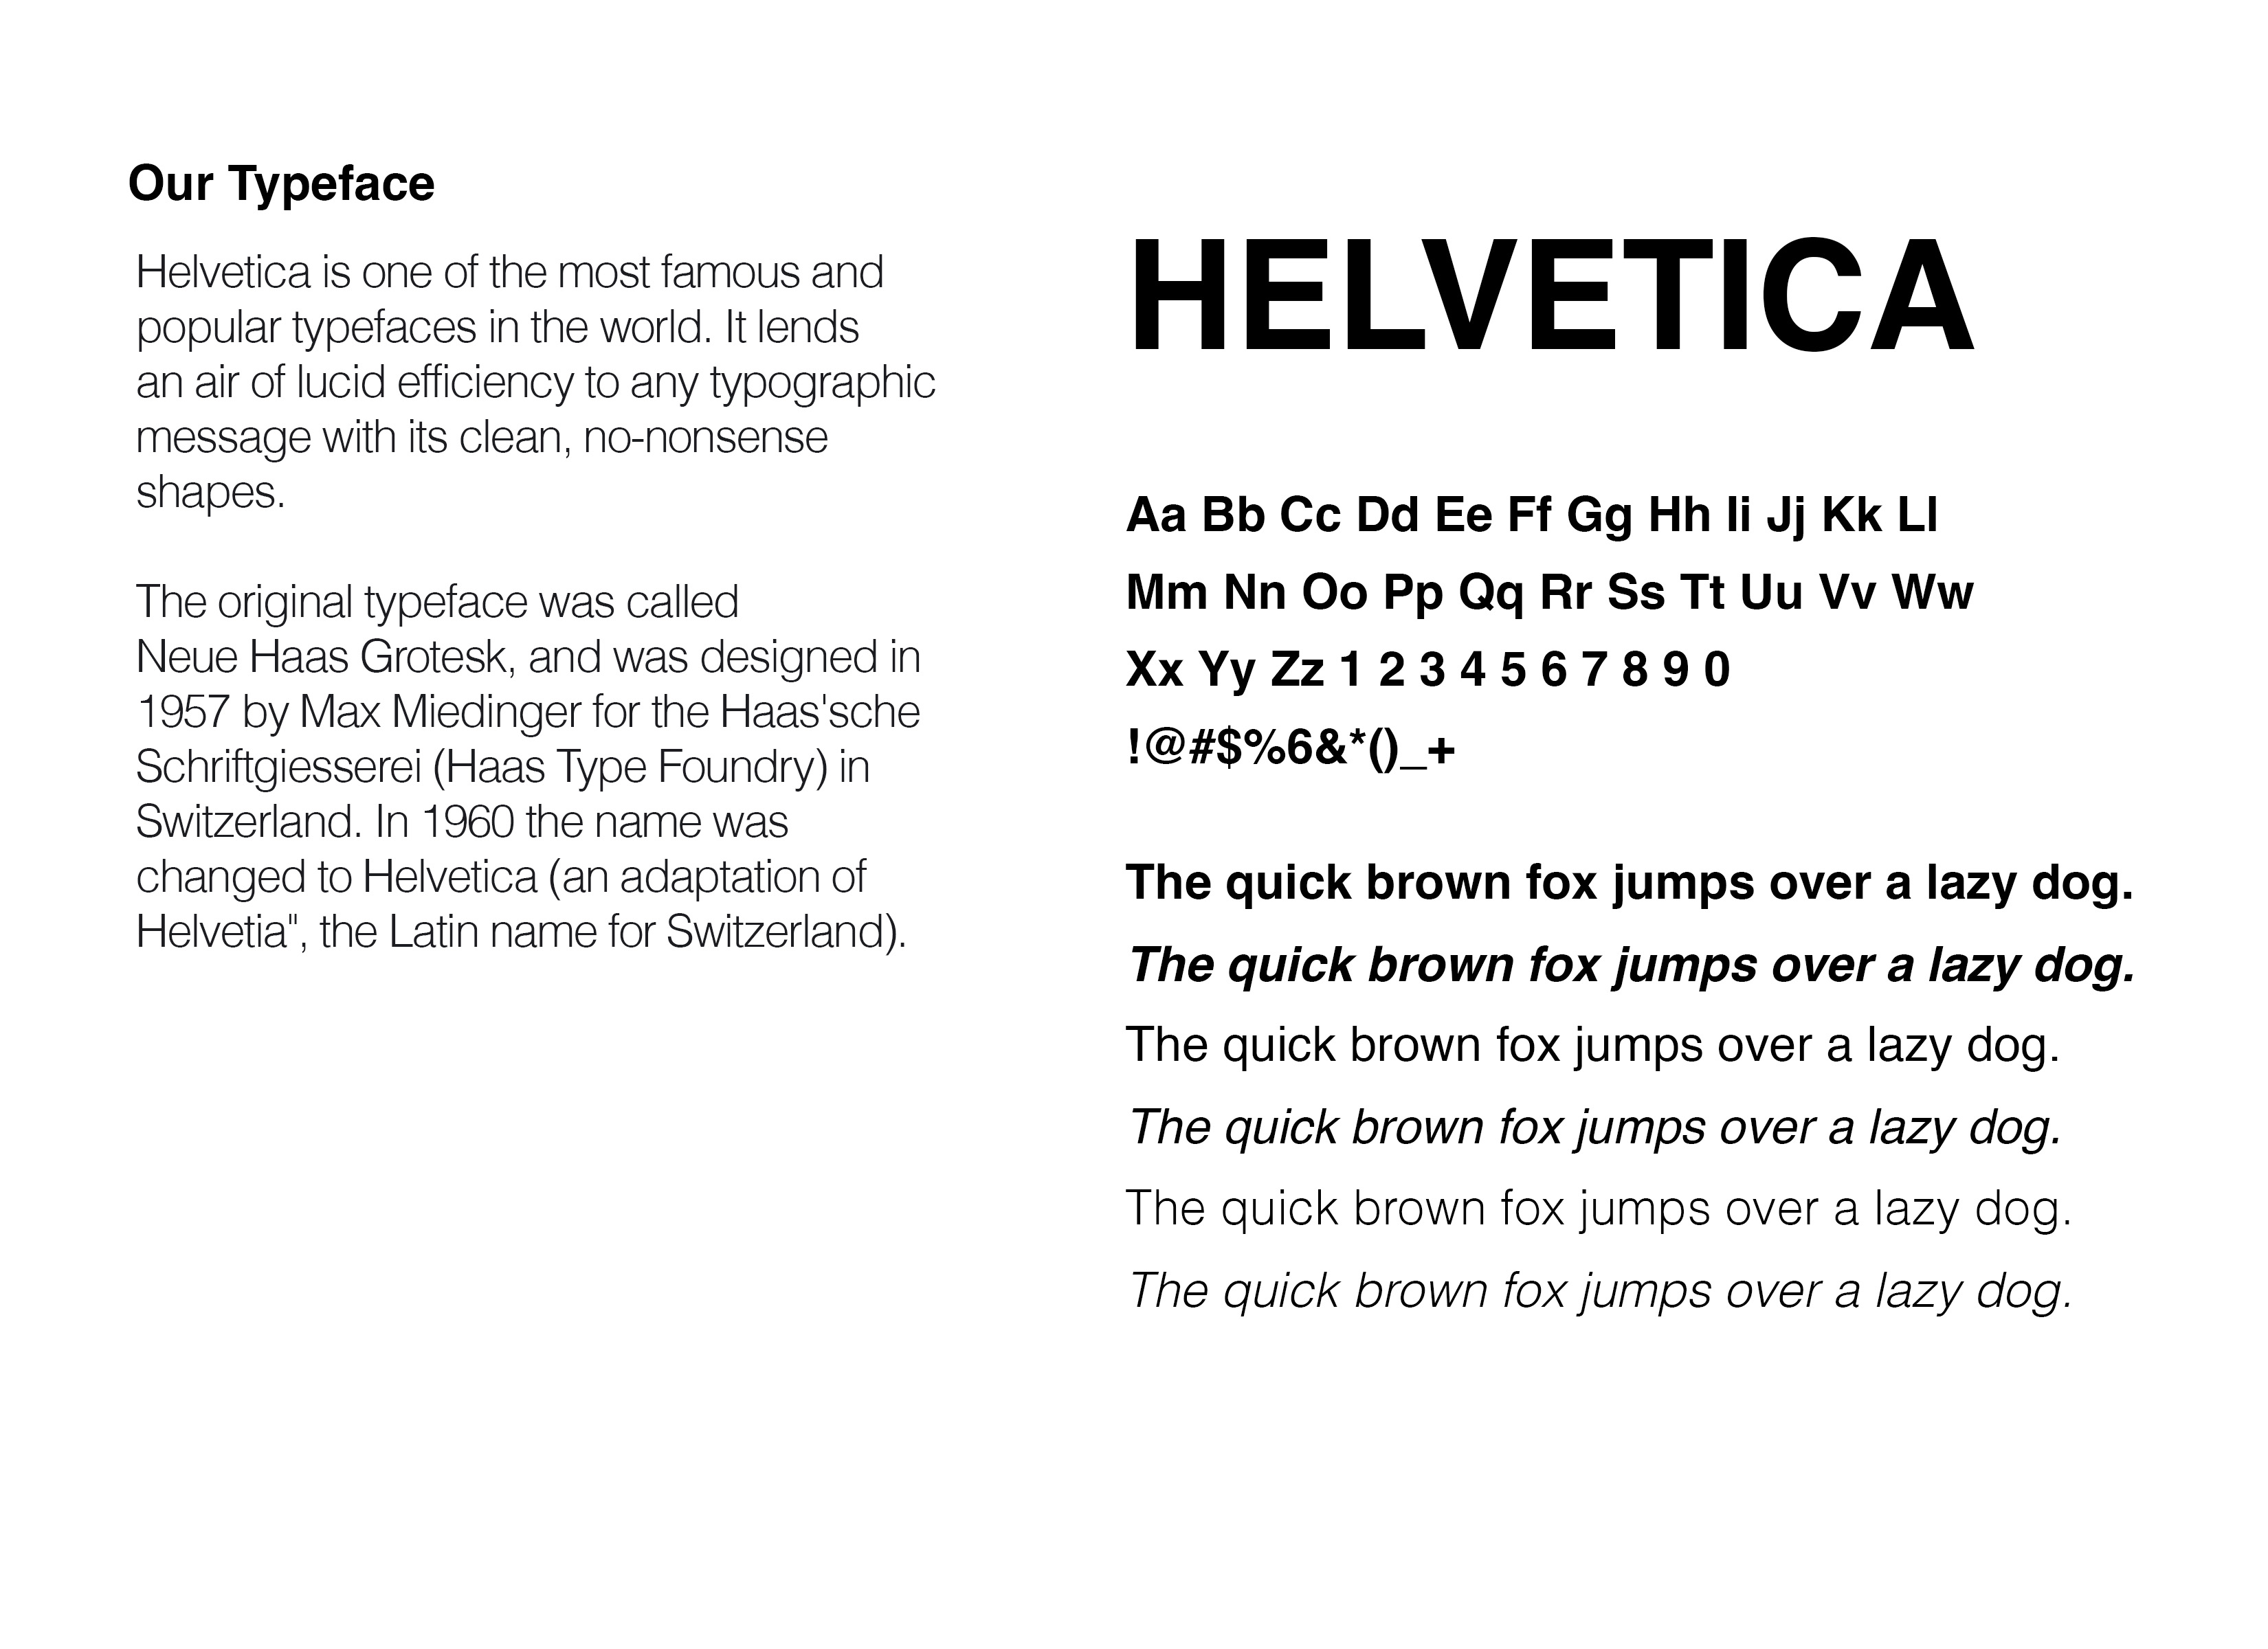 Our Typeface
Helvetica is one of the most famous and
popular typefaces in the world. It lends
an air of lucid efficiency to any typographic
message with its clean, no-nonsense
shapes.
The original typeface was called
Neue Haas Grotesk, and was designed in
1957 by Max Miedinger for the Haas'sche
Schriftgiesserei (Haas Type Foundry) in
Switzerland. In 1960 the name was
changed to Helvetica (an adaptation of
Helvetia", the Latin name for Switzerland).
HELVETICA
Aa Bb Cc Dd Ee Ff Gg Hh Ii Jj Kk Ll
Mm Nn Oo Pp Qq Rr Ss Tt Uu Vv Ww
Xx Yy Zz 1 2 3 4 5 6 7 8 9 0
!@#$%6&*()_+
The quick brown fox jumps over a lazy dog.
The quick brown fox jumps over a lazy dog.
The quick brown fox jumps over a lazy dog.
The quick brown fox jumps over a lazy dog.
The quick brown fox jumps over a lazy dog.
The quick brown fox jumps over a lazy dog.